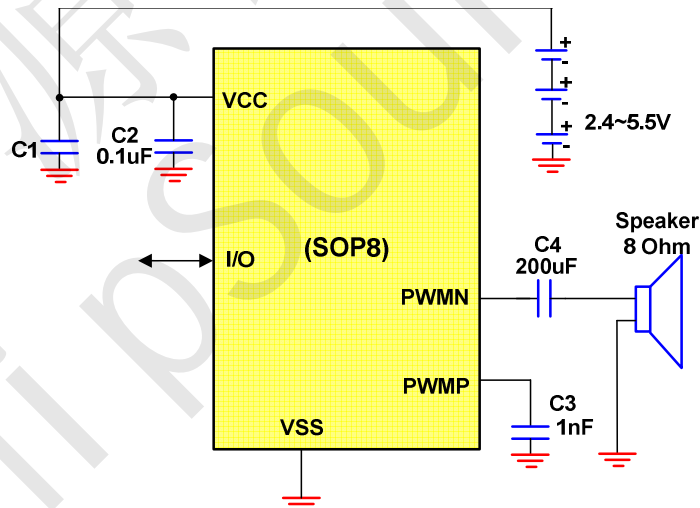 +
-
+
-
+
-
2.4~5.5V
VCC
C1
C2
0.1uF
I/O
(SOP8)
Speaker
8 Ohm
C4
200uF
PWMN
PWMP
C3
1nF
VSS
源